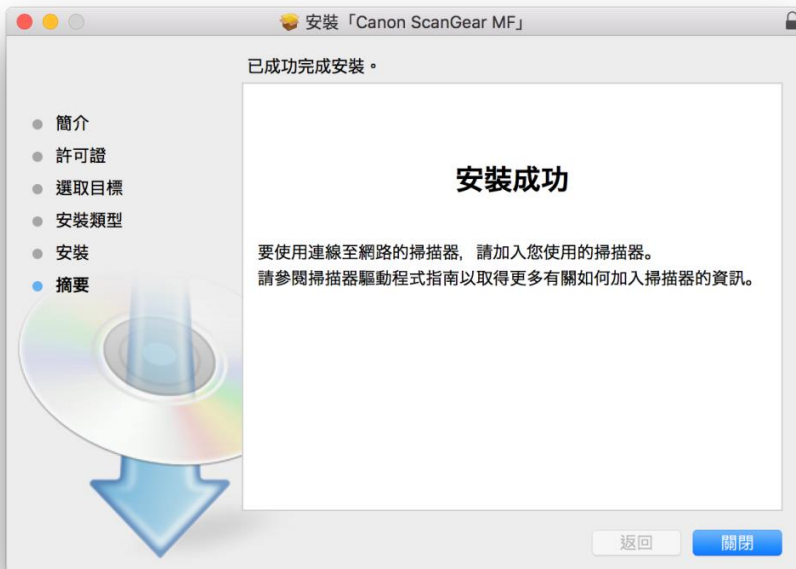 安裝「Canon ScanGear MF」
已成功完成安裝。
簡介
許可證
選取目標
安裝類型
安裝
摘要
安裝成功
要使用連線至網路的掃描器，請加入您使用的掃描器。
請參閱掃描器驅動程式指南以取得更多有關如何加入掃描器的資訊。
返回
關閉